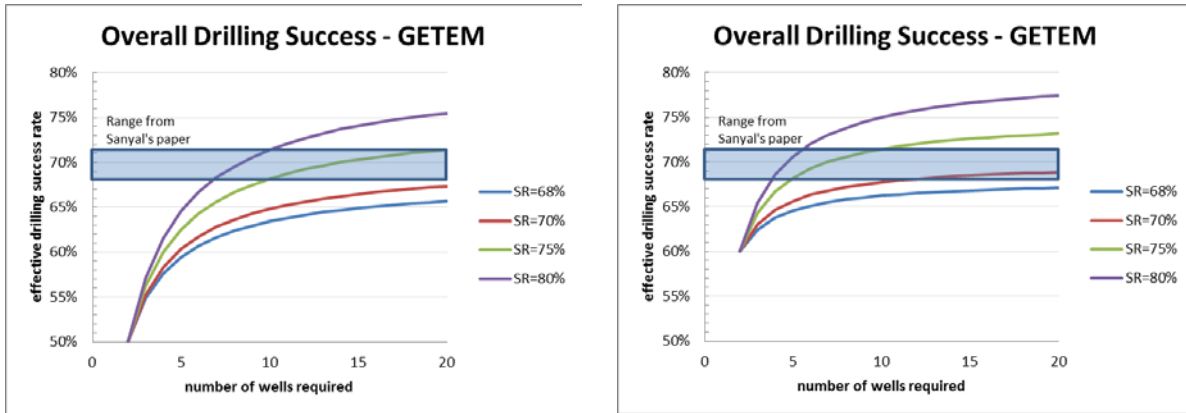 Overall Drilling Success - GETEM
80%
75%
70%
65%
60%
55%
50%
effective drilling success rate
Range from
Sanyal's paper
0
5
10
15
20
number of wells required
SR=68%
SR=70%
SR=75%
SR=80%
Overall Drilling Success - GETEM
80%
75%
70%
65%
60%
55%
50%
effective drilling success rate
Range from
Sanyal's paper
0
5
10
15
20
number of wells required
SR=68%
SR=70%
SR=75%
SR=80%